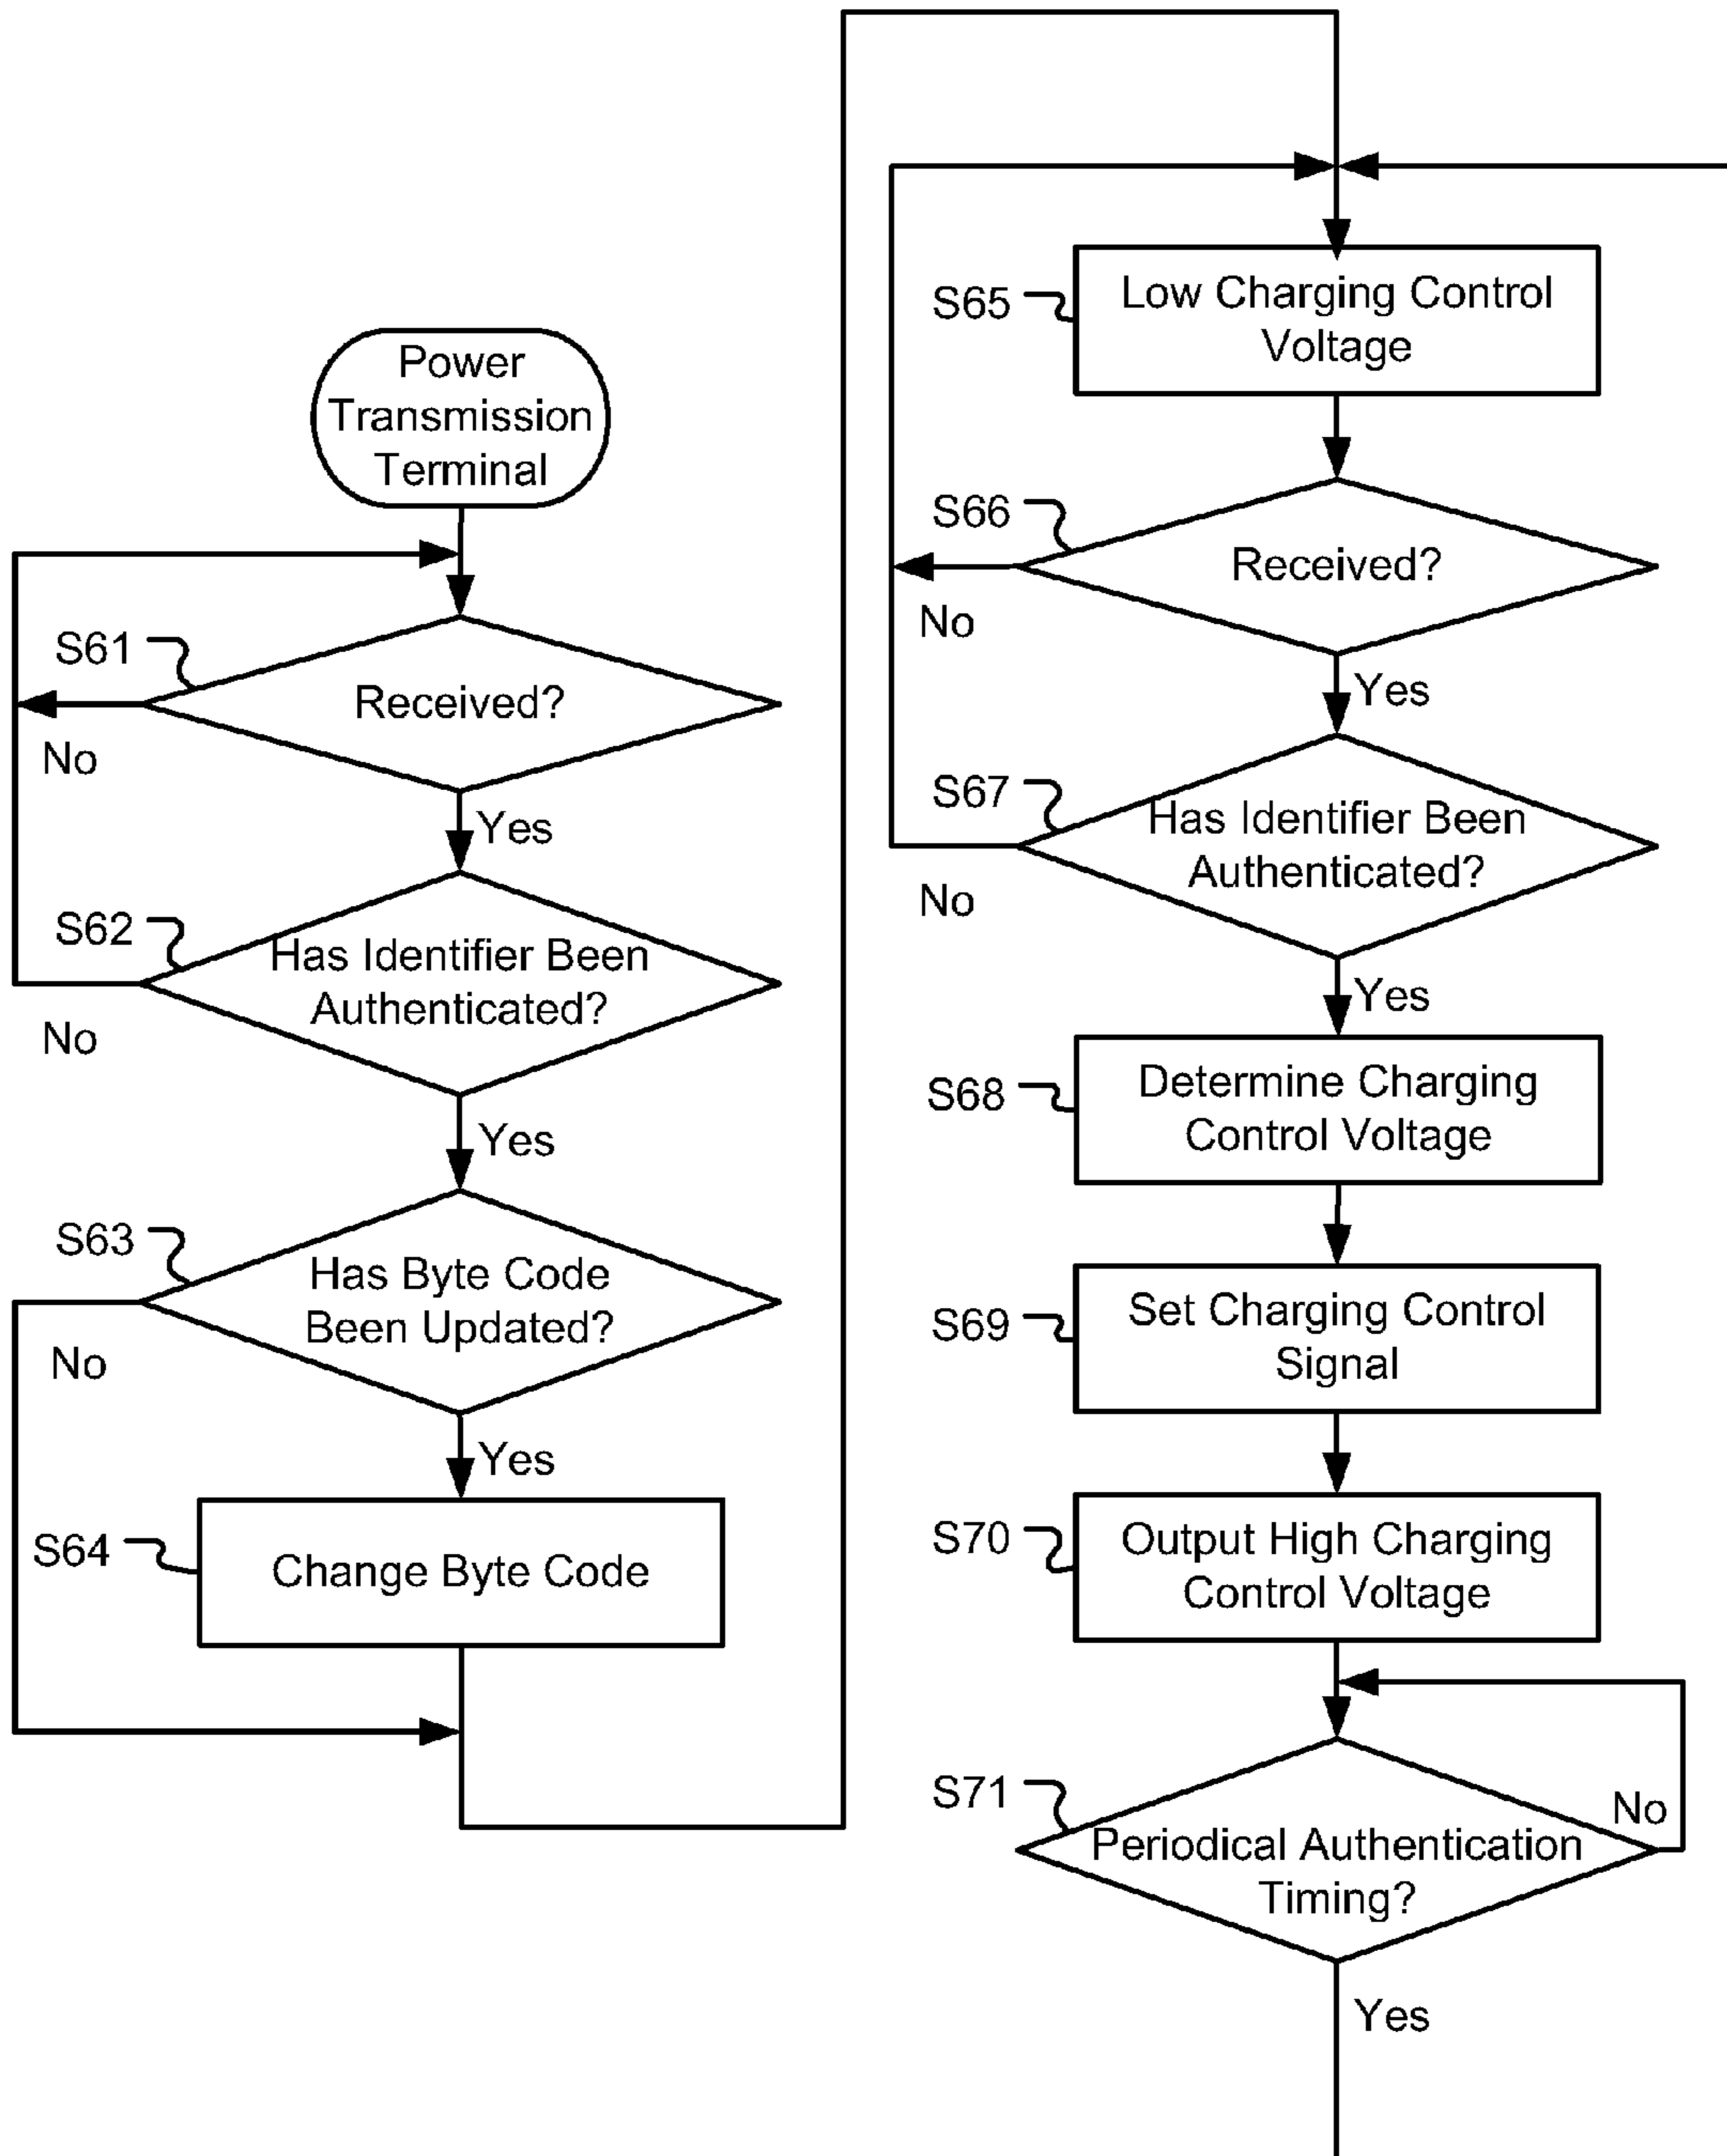 Power
Transmission
Terminal
S61
Received?
No
Yes
S62
Has Identifier Been
Authenticated?
No
Yes
S63
Has Byte Code
Been Updated?
No
Yes
S64
Change Byte Code
S65
Low Charging Control
Voltage
S66
Received?
No
Yes
S67
Has Identifier Been
Authenticated?
No
Yes
S68
Determine Charging
Control Voltage
S69
Set Charging Control
Signal
S70
Output High Charging
Control Voltage
S71
No
Periodical Authentication
Timing?
Yes